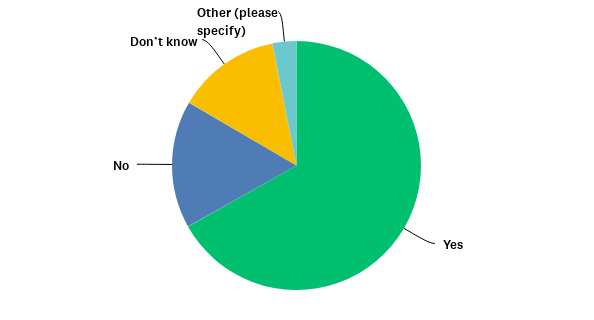 Other (please
specify)
Don't know
No
Yes